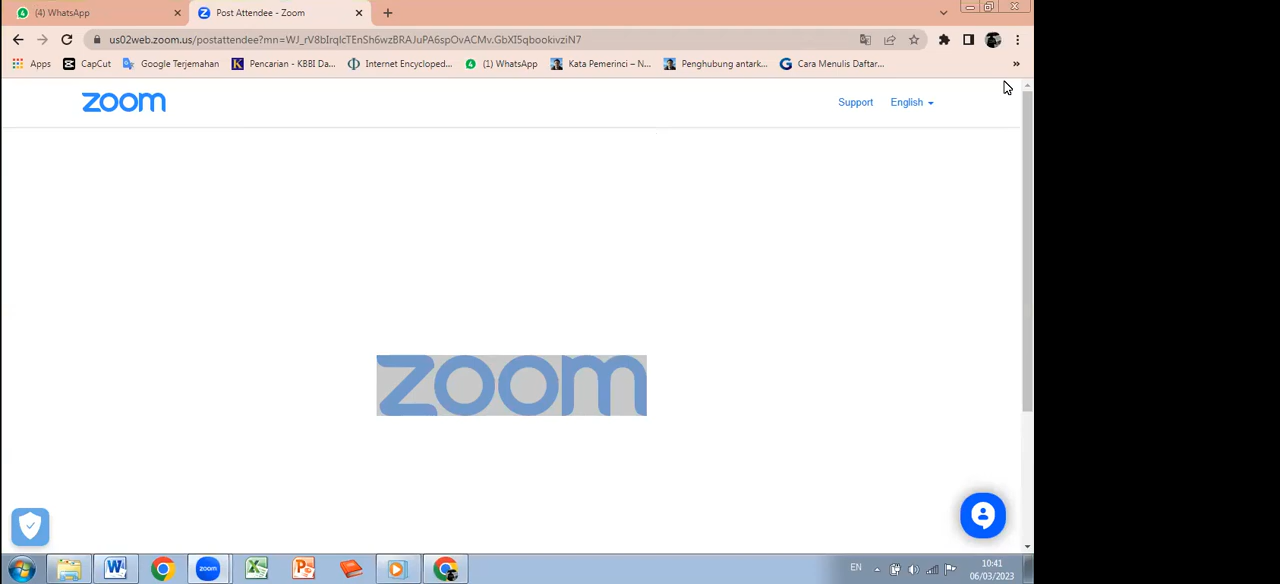 (4) WhatsApp
Post Attendee - Zoom
us02web.zoom.us/postattendee?mn=WJ_rV8bIrqlcTEnSh6wzBRAJuPA6spOvACMv.GbXI5qbookivziN7
Apps CapCut Google Terjemahan Pencarian - KBBI Da... Internet Encycloped... (1) WhatsApp Kata Pemerinci – N... Penghubung antark... Cara Menulis Daftar... »
zoom Support English
zoom
zoom
EN 10:41
06/03/2023